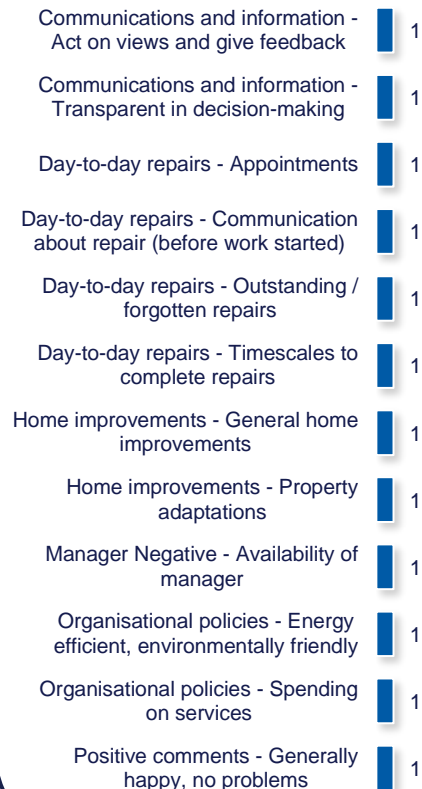 Communications and information -
Act on views and give feedback
1
Communications and information -
Transparent in decision-making
1
Day-to-day repairs - Appointments
1
Day-to-day repairs - Communication
about repair (before work started)
1
Day-to-day repairs - Outstanding /
forgotten repairs
1
Day-to-day repairs - Timescales to
complete repairs
1
Home improvements - General home
improvements
1
Home improvements - Property
adaptations
1
Manager Negative - Availability of
manager
1
Organisational policies - Energy
efficient, environmentally friendly
1
Organisational policies - Spending
on services
1
Positive comments - Generally
happy, no problems
1